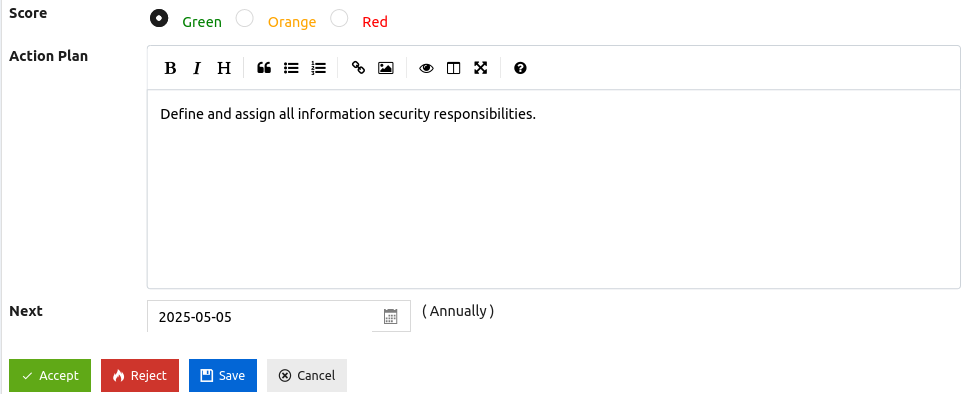 Score Green Orange Red
Action Plan
B I H
Define and assign all information security responsibilities.
Next 2025-05-05 ( Annually )
Accept Reject Save Cancel